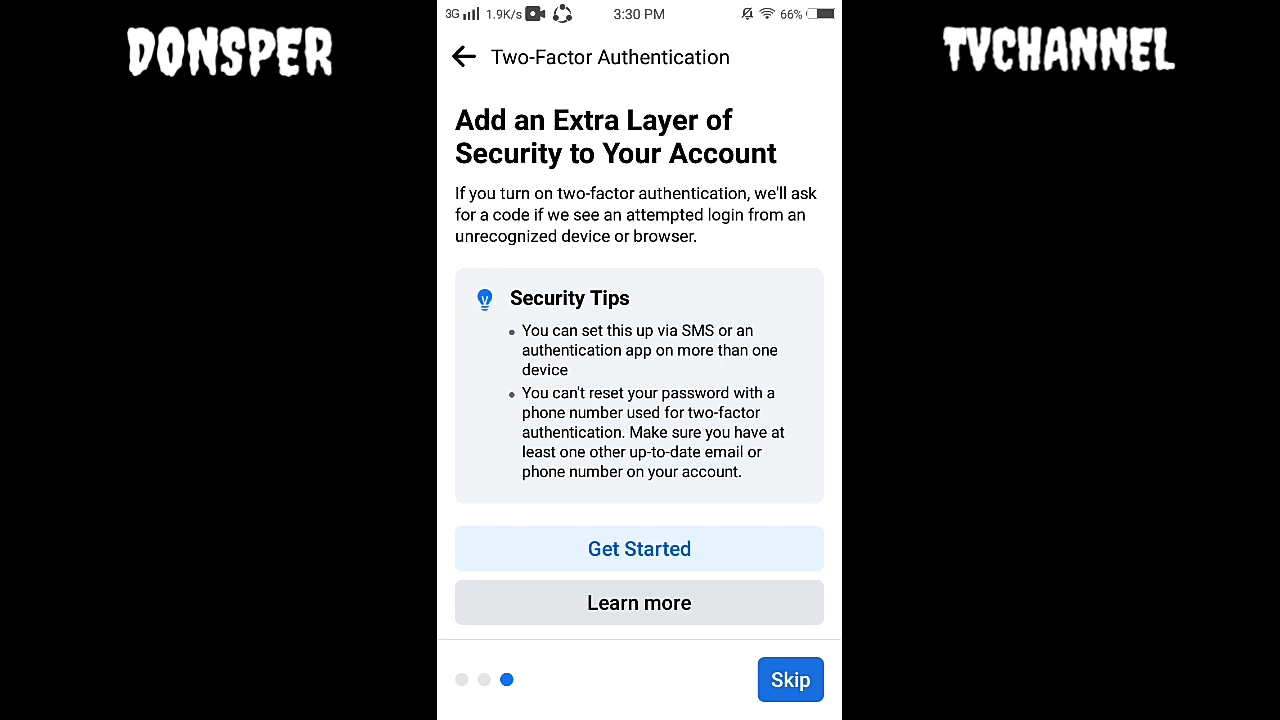 DONSPER
TVCHANNEL
3G 1.9K/s 3:30 PM 66%
Two-Factor Authentication
Add an Extra Layer of
Security to Your Account
If you turn on two-factor authentication, we'll ask
for a code if we see an attempted login from an
unrecognized device or browser.
Security Tips
• You can set this up via SMS or an
authentication app on more than one
device
• You can't reset your password with a
phone number used for two-factor
authentication. Make sure you have at
least one other up-to-date email or
phone number on your account.
Get Started
Learn more
Skip